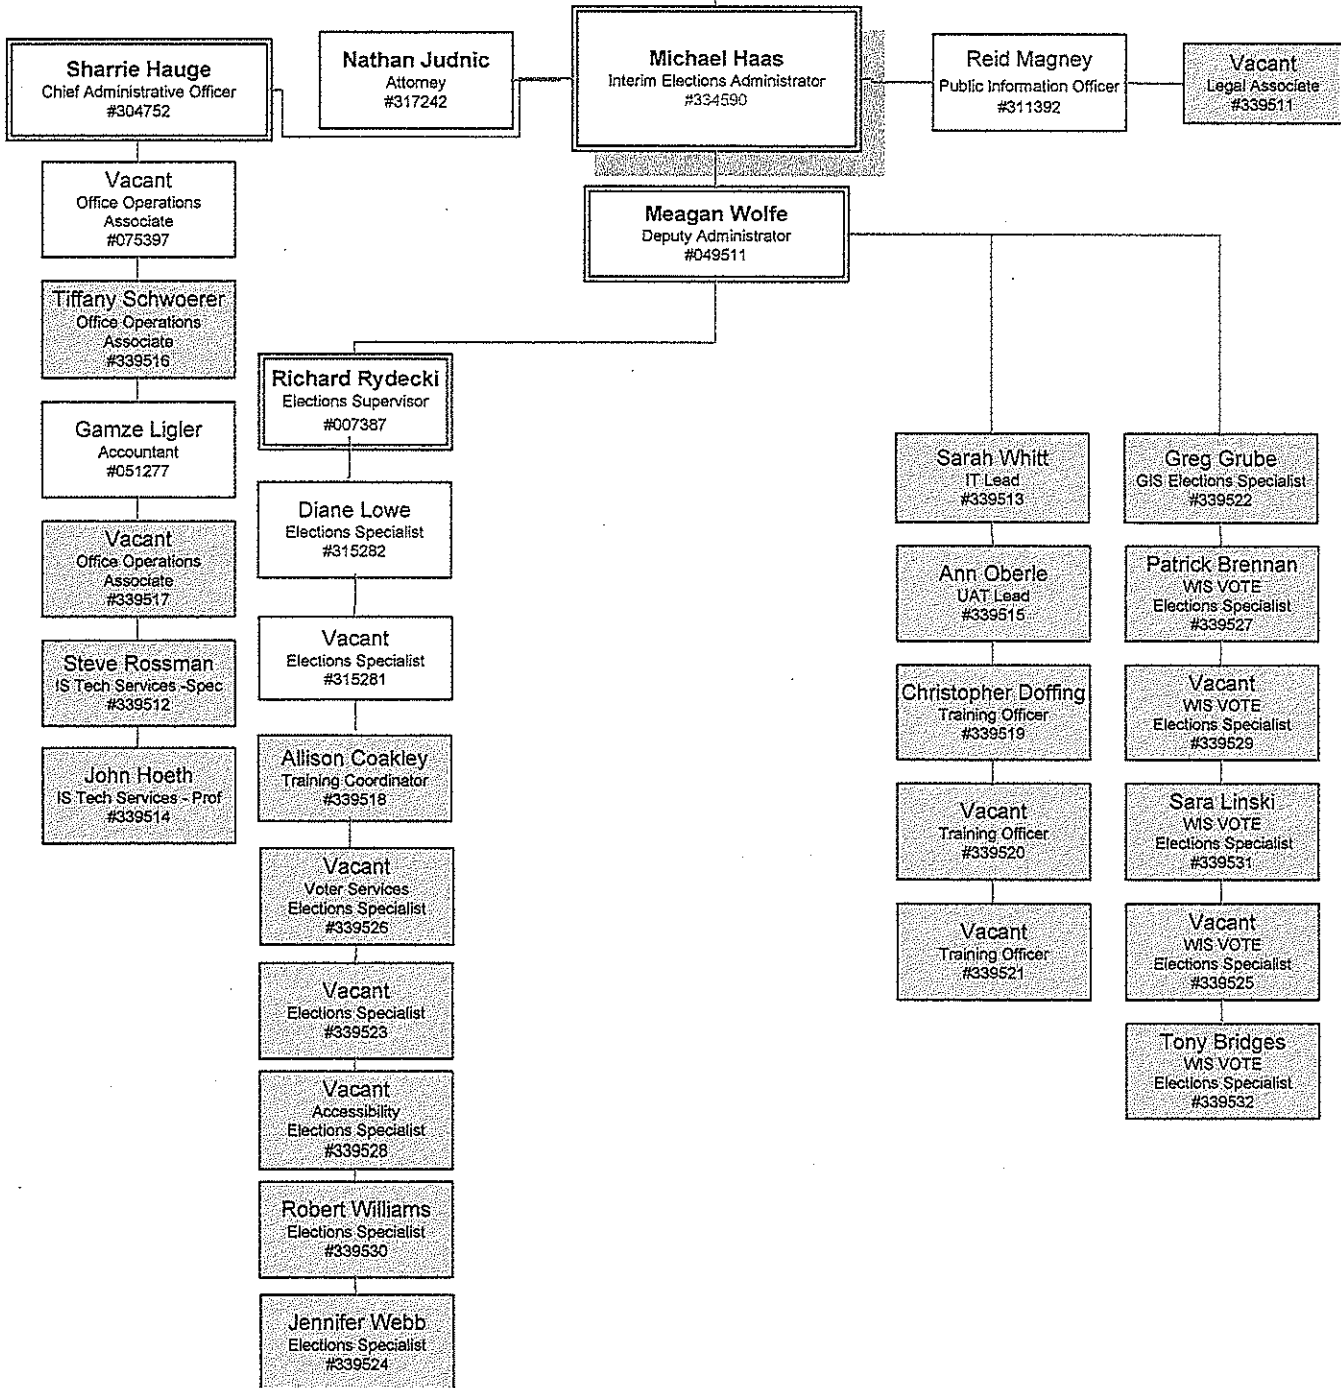 Sharrie Hauge
Chief Administrative Officer
#304752
Nathan Judnic
Attorney
#317242
Michael Haas
Interim Elections Administrator
#334590
Reid Magney
Public Information Officer
#311392
Vacant
Legal Associate
#339511
Meagan Wolfe
Deputy Administrator
#049511
Vacant
Office Operations
Associate
#075397
Tiffany Schwoerer
Office Operations
Associate
#339516
Gamze Ligler
Accountant
#051277
Vacant
Office Operations
Associate
#339517
Steve Rossman
IS Tech Services -Spec
#339512
John Hoeth
IS Tech Services - Prof
#339514
Richard Rydecki
Elections Supervisor
#007387
Diane Lowe
Elections Specialist
#315282
Vacant
Elections Specialist
#315281
Allison Coakley
Training Coordinator
#339518
Vacant
Voter Services
Elections Specialist
#339526
Vacant
Elections Specialist
#339523
Vacant
Accessibility
Elections Specialist
#339528
Robert Williams
Elections Specialist
#339530
Jennifer Webb
Elections Specialist
#339524
Sarah Whitt
IT Lead
#339513
Ann Oberle
UAT Lead
#339515
Christopher Doffing
Training Officer
#339519
Vacant
Training Officer
#339520
Vacant
Training Officer
#339521
Greg Grube
GIS Elections Specialist
#339522
Patrick Brennan
WIS VOTE
Elections Specialist
#339527
Vacant
WIS VOTE
Elections Specialist
#339529
Sara Linski
WIS VOTE
Elections Specialist
#339531
Vacant
WIS VOTE
Elections Specialist
#339525
Tony Bridges
WIS VOTE
Elections Specialist
#339532